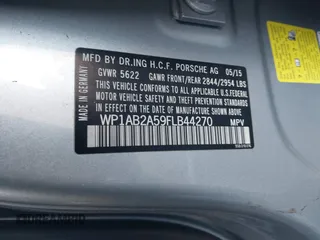 MFD BY DR.ING H.C.F. PORSCHE AG 05/15
GVWR 5622 GAWR FRONT/REAR 2844/2954 LBS
THIS VEHICLE CONFORMS TO ALL APPLICABLE U.S.FEDERAL
MOTOR VEHICLE SAFETY, BUMPER, AND THEFT PREVENTION
STANDARDS IN EFFECT ON THE DATE OF MANUFACTURE SHOWN ABOVE
WP1AB2A59FLB44270 MPV
MADE IN GERMANY